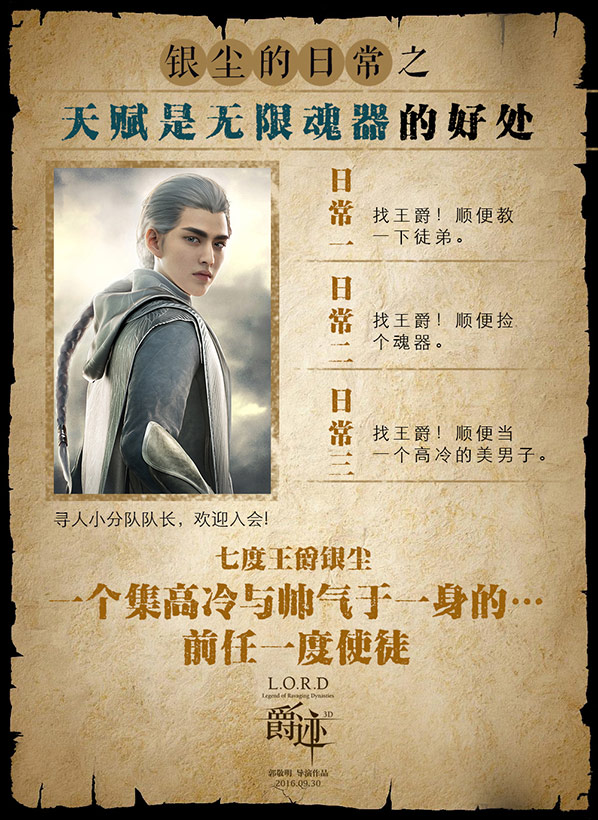 银尘的日常之
天赋是无限魂器的好处
日常一
找王爵！顺便教
一下徒弟。
日常二
找王爵！顺便捡
个魂器。
日常三
找王爵！顺便当
一个高冷的美男子。
寻人小分队队长，欢迎入会!
七度王爵银尘
一个集高冷与帅气于一身的…
前任一度使徒
L.O.R.D
Legend of Ravaging Dynasties
爵迹
3D
郭敬明 导演作品
2016.09.30